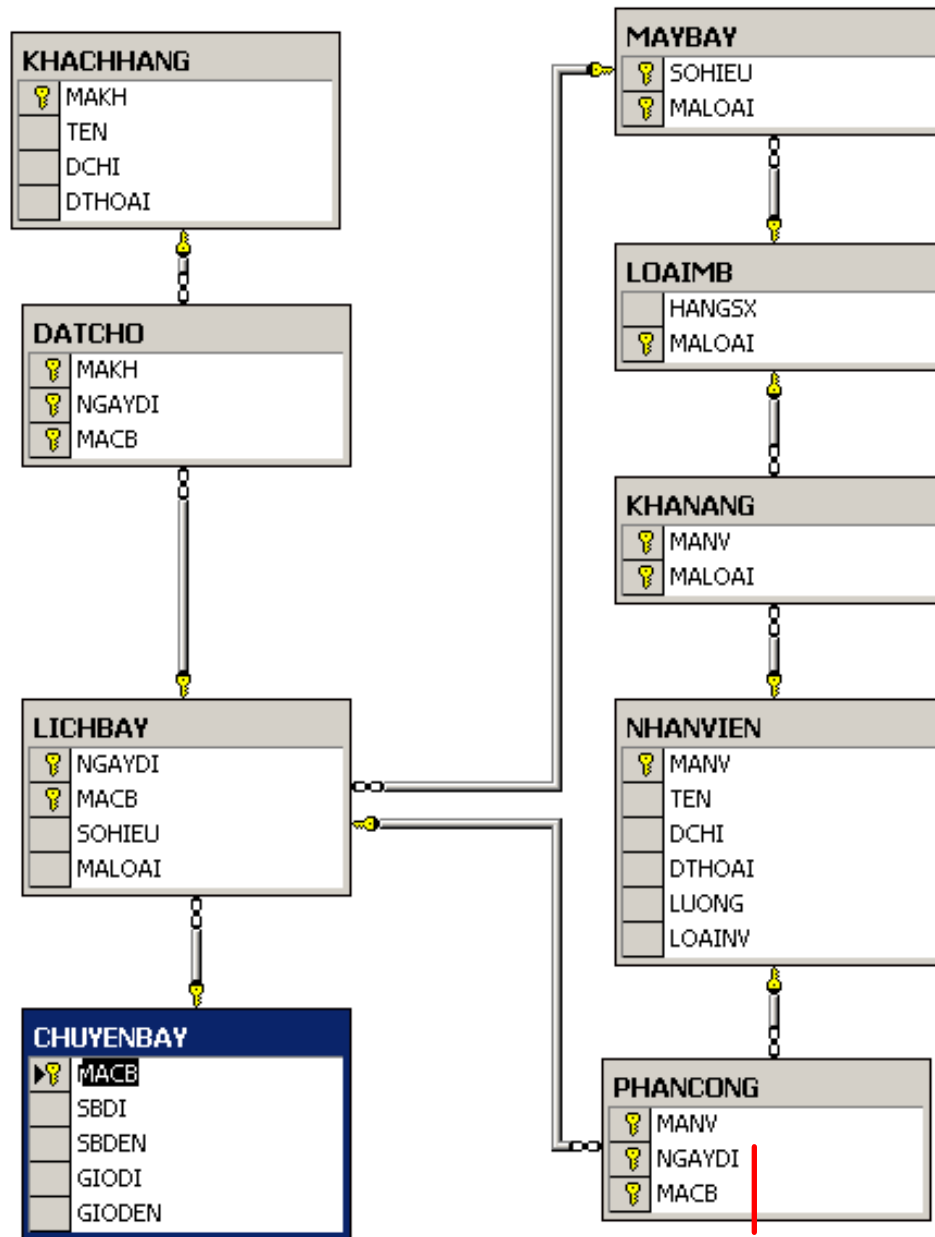 KHACHHANG
MAKH
TEN
DCHI
DTHOAI
DATCHO
MAKH
NGAYDI
MACB
LICHBAY
NGAYDI
MACB
SOHIEU
MALOAI
CHUYENBAY
MACB
SBDI
SBDEN
GIODI
GIODEN
MAYBAY
SOHIEU
MALOAI
LOAIMB
HANGSX
MALOAI
KHANANG
MANV
MALOAI
NHANVIEN
MANV
TEN
DCHI
DTHOAI
LUONG
LOAINV
PHANCONG
MANV
NGAYDI
MACB